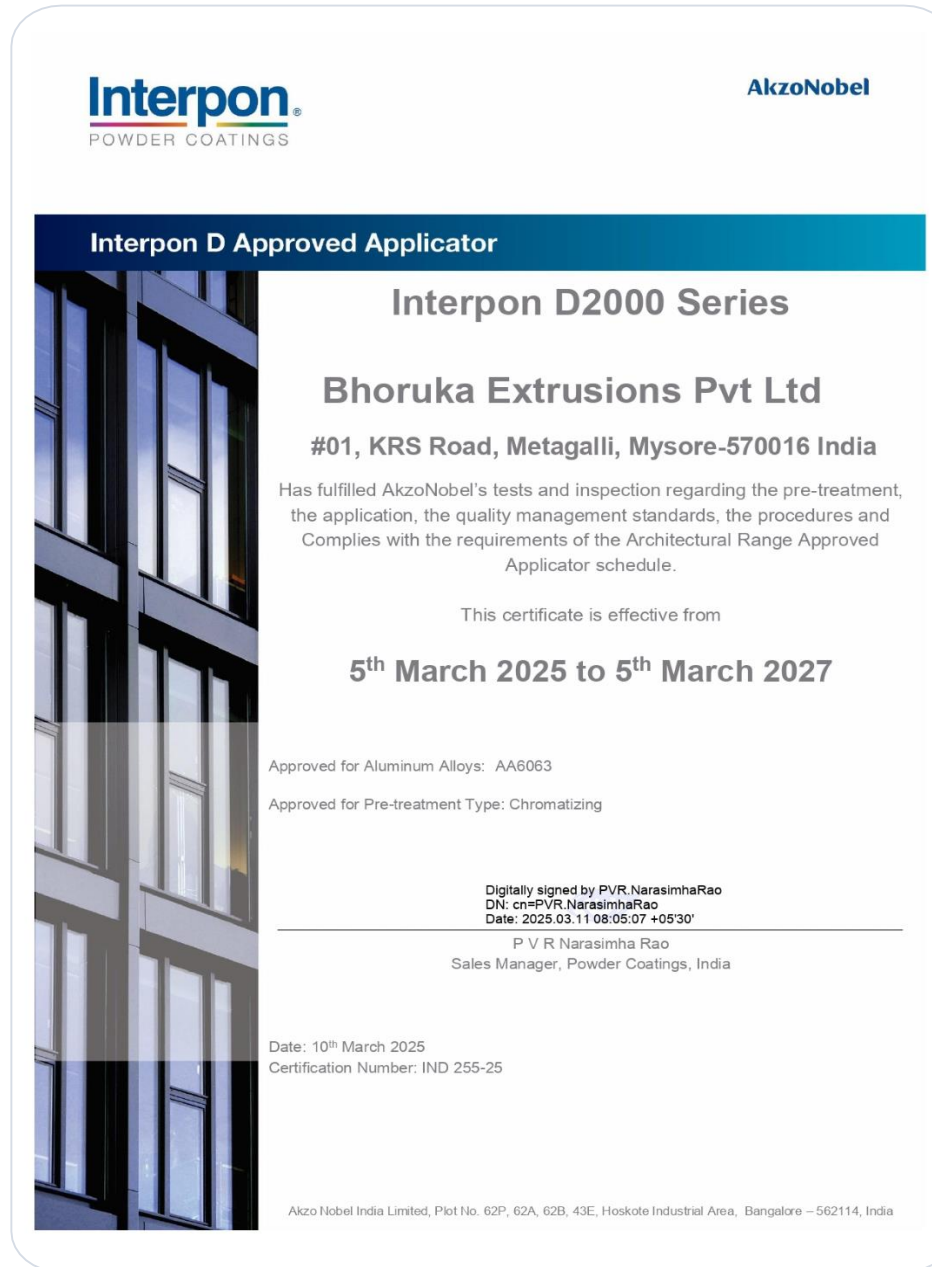 Interpon®
POWDER COATINGS
AkzoNobel
Interpon D Approved Applicator
Interpon D2000 Series
Bhoruka Extrusions Pvt Ltd
#01, KRS Road, Metagalli, Mysore-570016 India
Has fulfilled AkzoNobel's tests and inspection regarding the pre-treatment,
the application, the quality management standards, the procedures and
Complies with the requirements of the Architectural Range Approved
Applicator schedule.
This certificate is effective from
5th March 2025 to 5th March 2027
Approved for Aluminum Alloys: AA6063
Approved for Pre-treatment Type: Chromatizing
Digitally signed by PVR.NarasimhaRao
DN: cn=PVR.NarasimhaRao
Date: 2025.03.11 08:05:07 +05'30'
P V R Narasimha Rao
Sales Manager, Powder Coatings, India
Date: 10th March 2025
Certification Number: IND 255-25
Akzo Nobel India Limited, Plot No. 62P, 62A, 62B, 43E, Hoskote Industrial Area, Bangalore – 562114, India